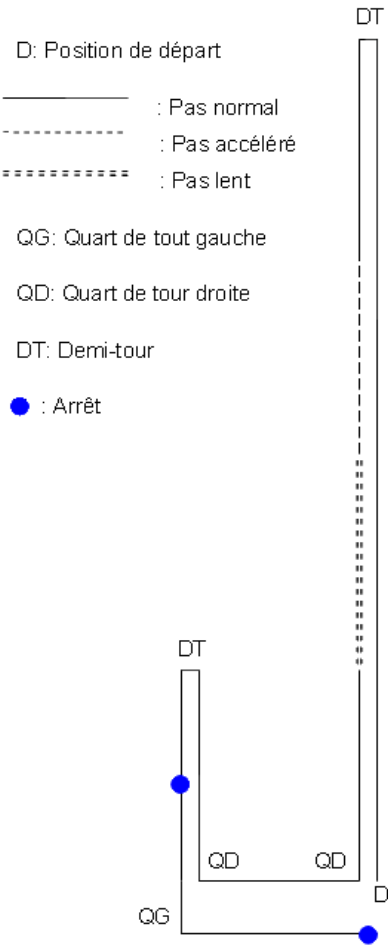 DT
D: Position de départ
: Pas normal
: Pas accéléré
: Pas lent
QG: Quart de tout gauche
QD: Quart de tour droite
DT: Demi-tour
: Arrêt
DT
QD QD
D
QG